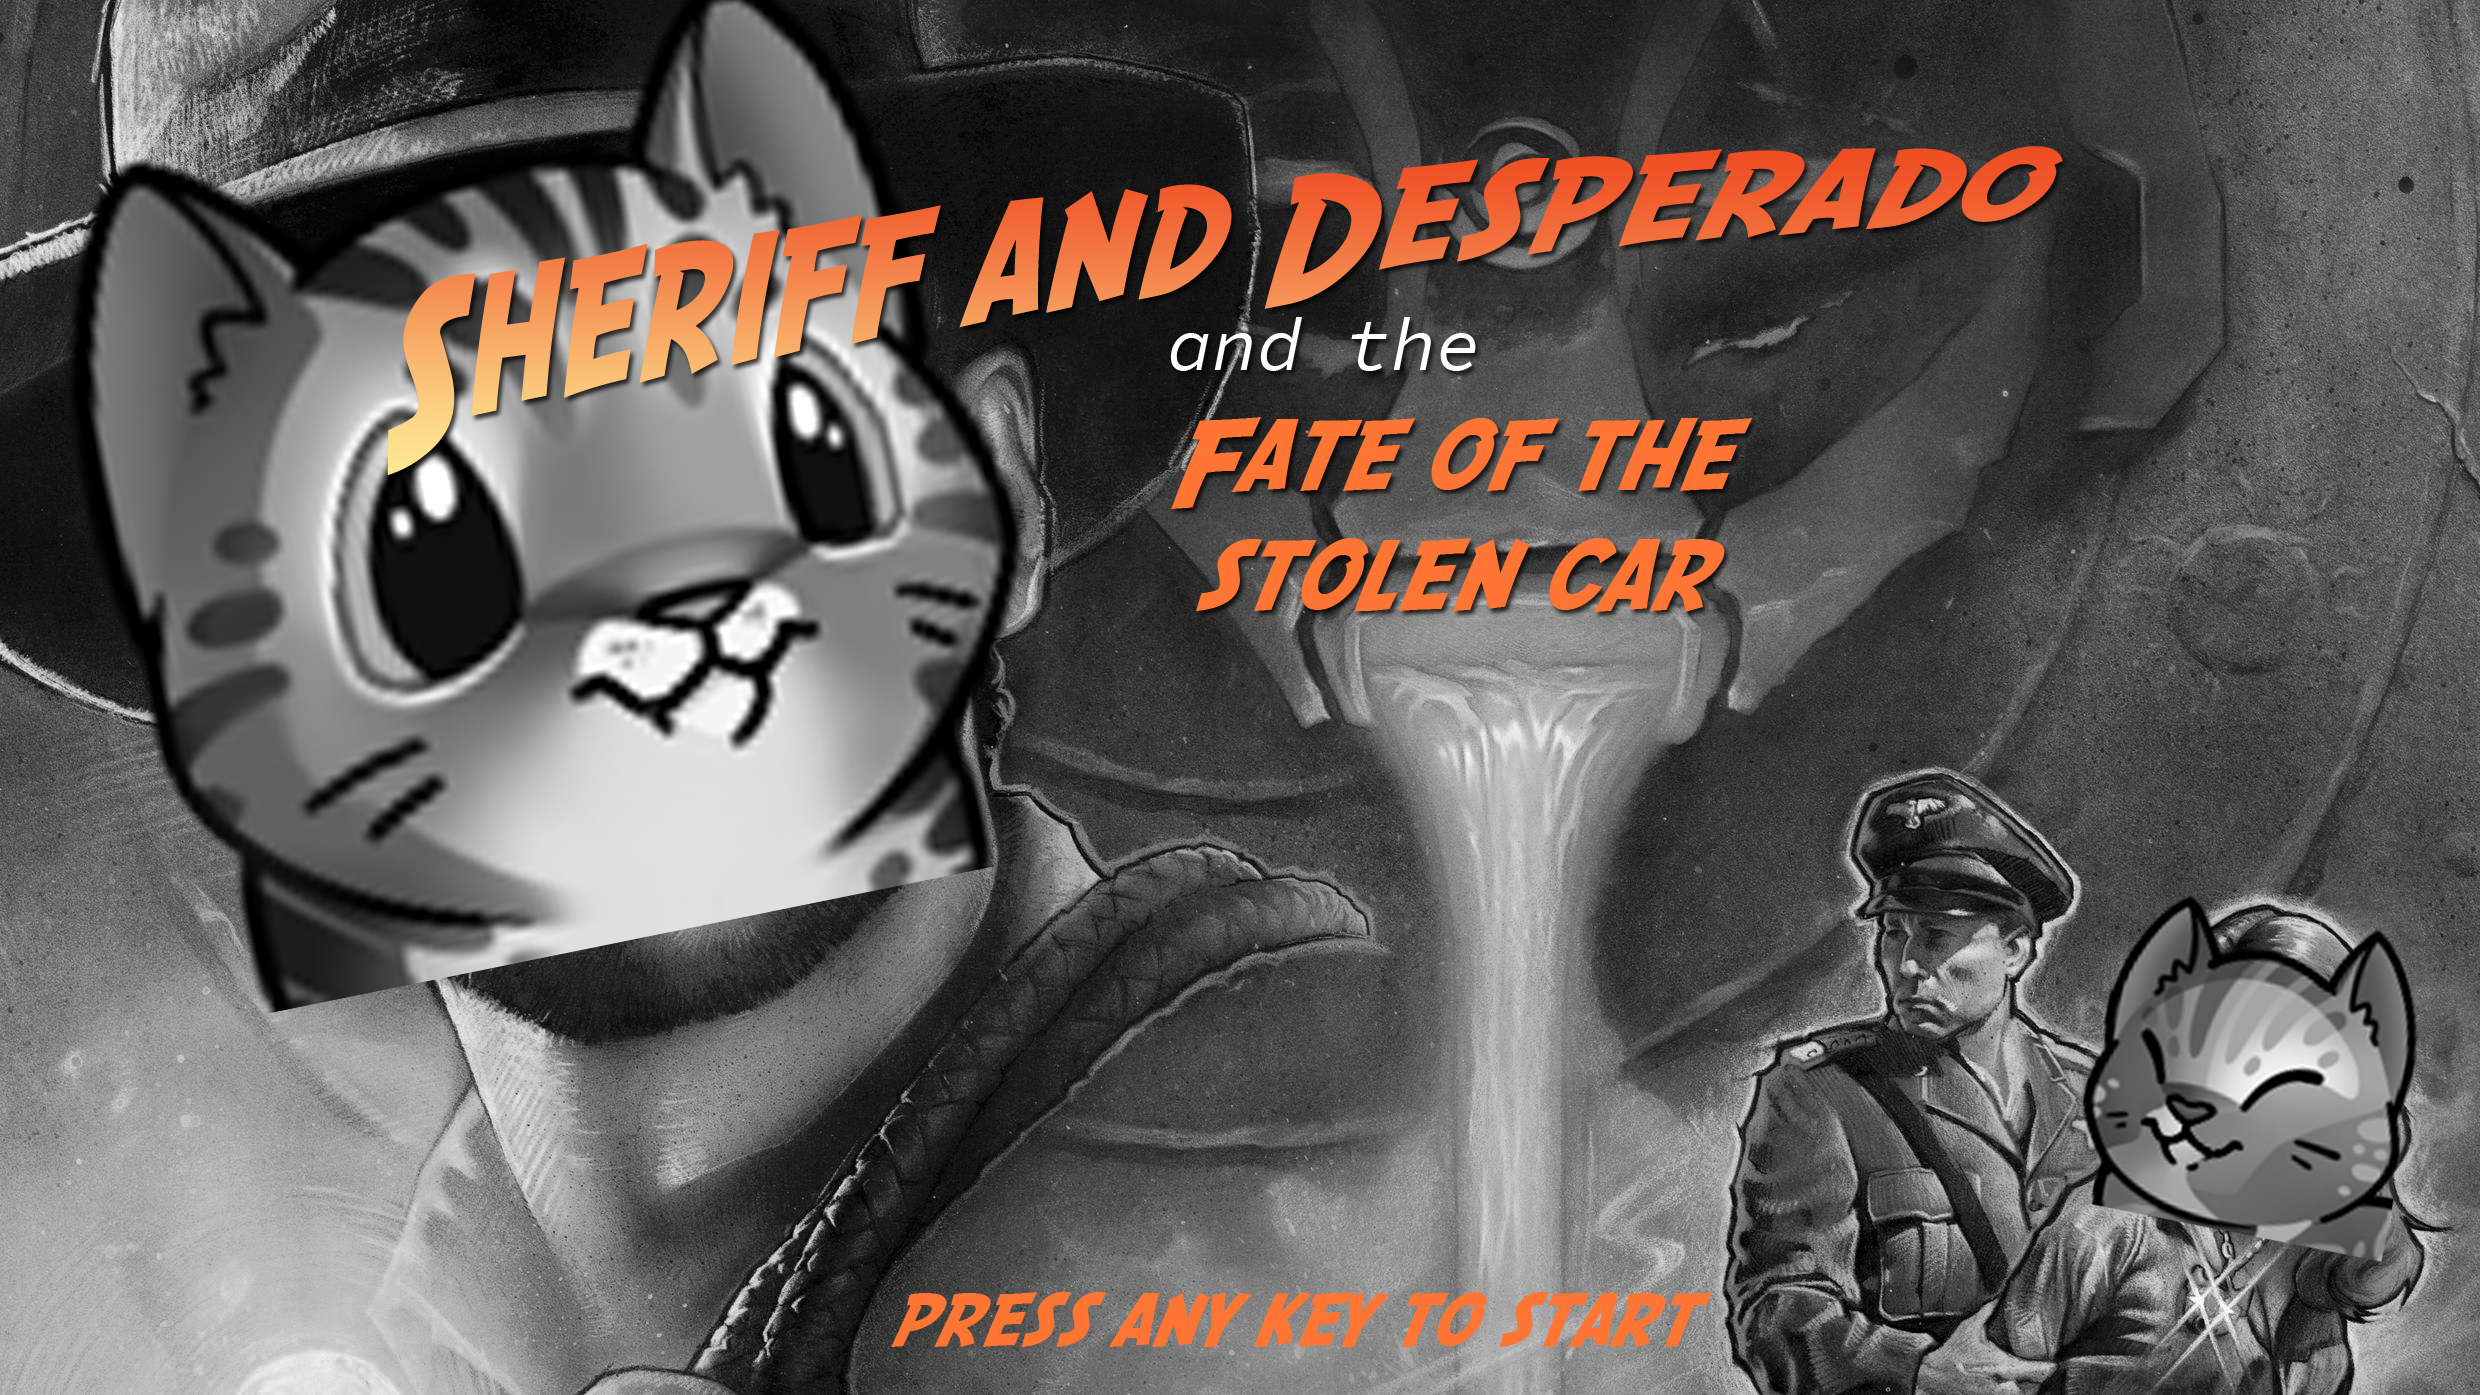 Sheriff and Desperado
and the
Fate of the
stolen car
press any key to start